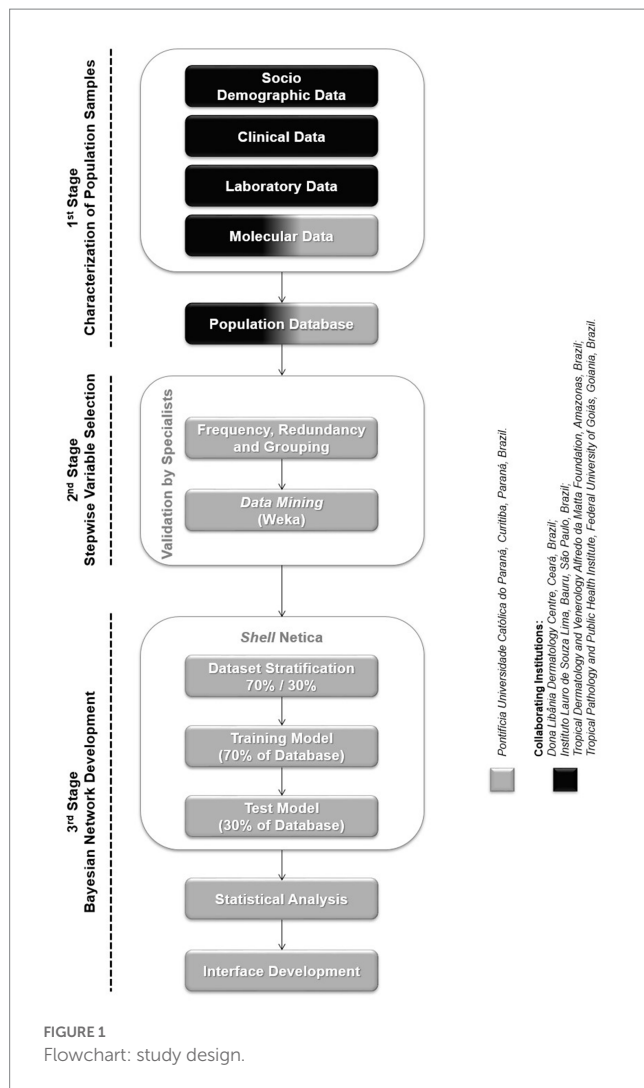 1st Stage
Characterization of Population Samples
Socio
Demographic Data
Clinical Data
Laboratory Data
Molecular Data
Population Database
2nd Stage
Stepwise Variable Selection
Validation by Specialists
Frequency, Redundancy
and Grouping
Data Mining
(Weka)
3rd Stage
Bayesian Network Development
Shell Netica
Dataset Stratification
70% / 30%
Training Model
(70% of Database)
Test Model
(30% of Database)
Statistical Analysis
Interface Development
Pontifícia Universidade Católica do Paraná, Curitiba, Paraná, Brazil.
Collaborating Institutions:
Dona Libânia Dermatology Centre, Ceará, Brazil;
Instituto Lauro de Souza Lima, Bauru, São Paulo, Brazil;
Tropical Dermatology and Venerology Alfredo da Matta Foundation, Amazonas, Brazil;
Tropical Pathology and Public Health Institute, Federal University of Goiás, Goiania, Brazil.
FIGURE 1
Flowchart: study design.